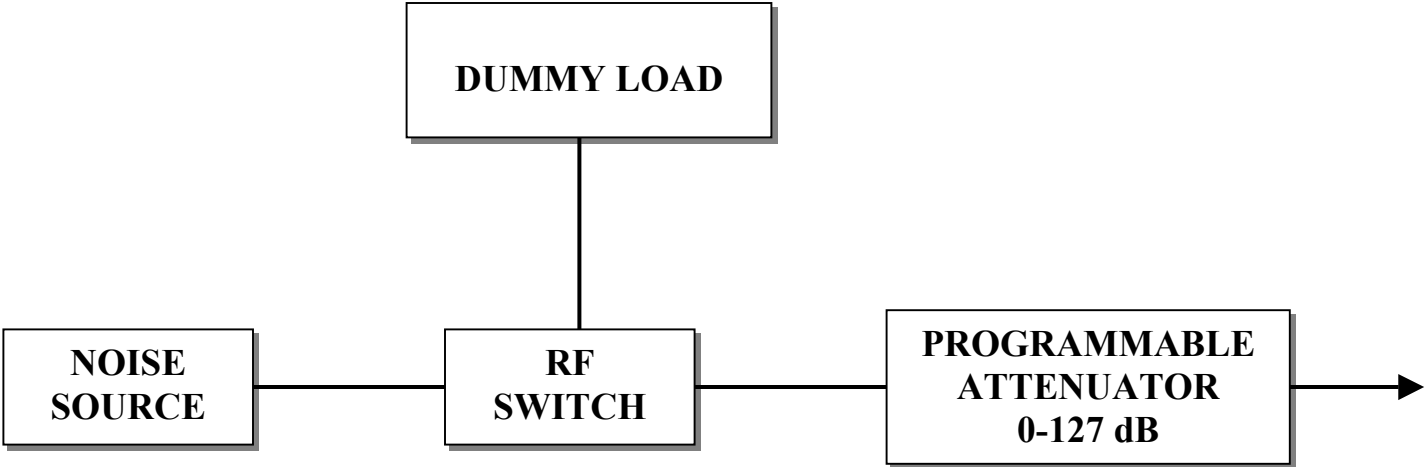 DUMMY LOAD
NOISE
SOURCE
RF
SWITCH
PROGRAMMABLE
ATTENUATOR
0-127 dB